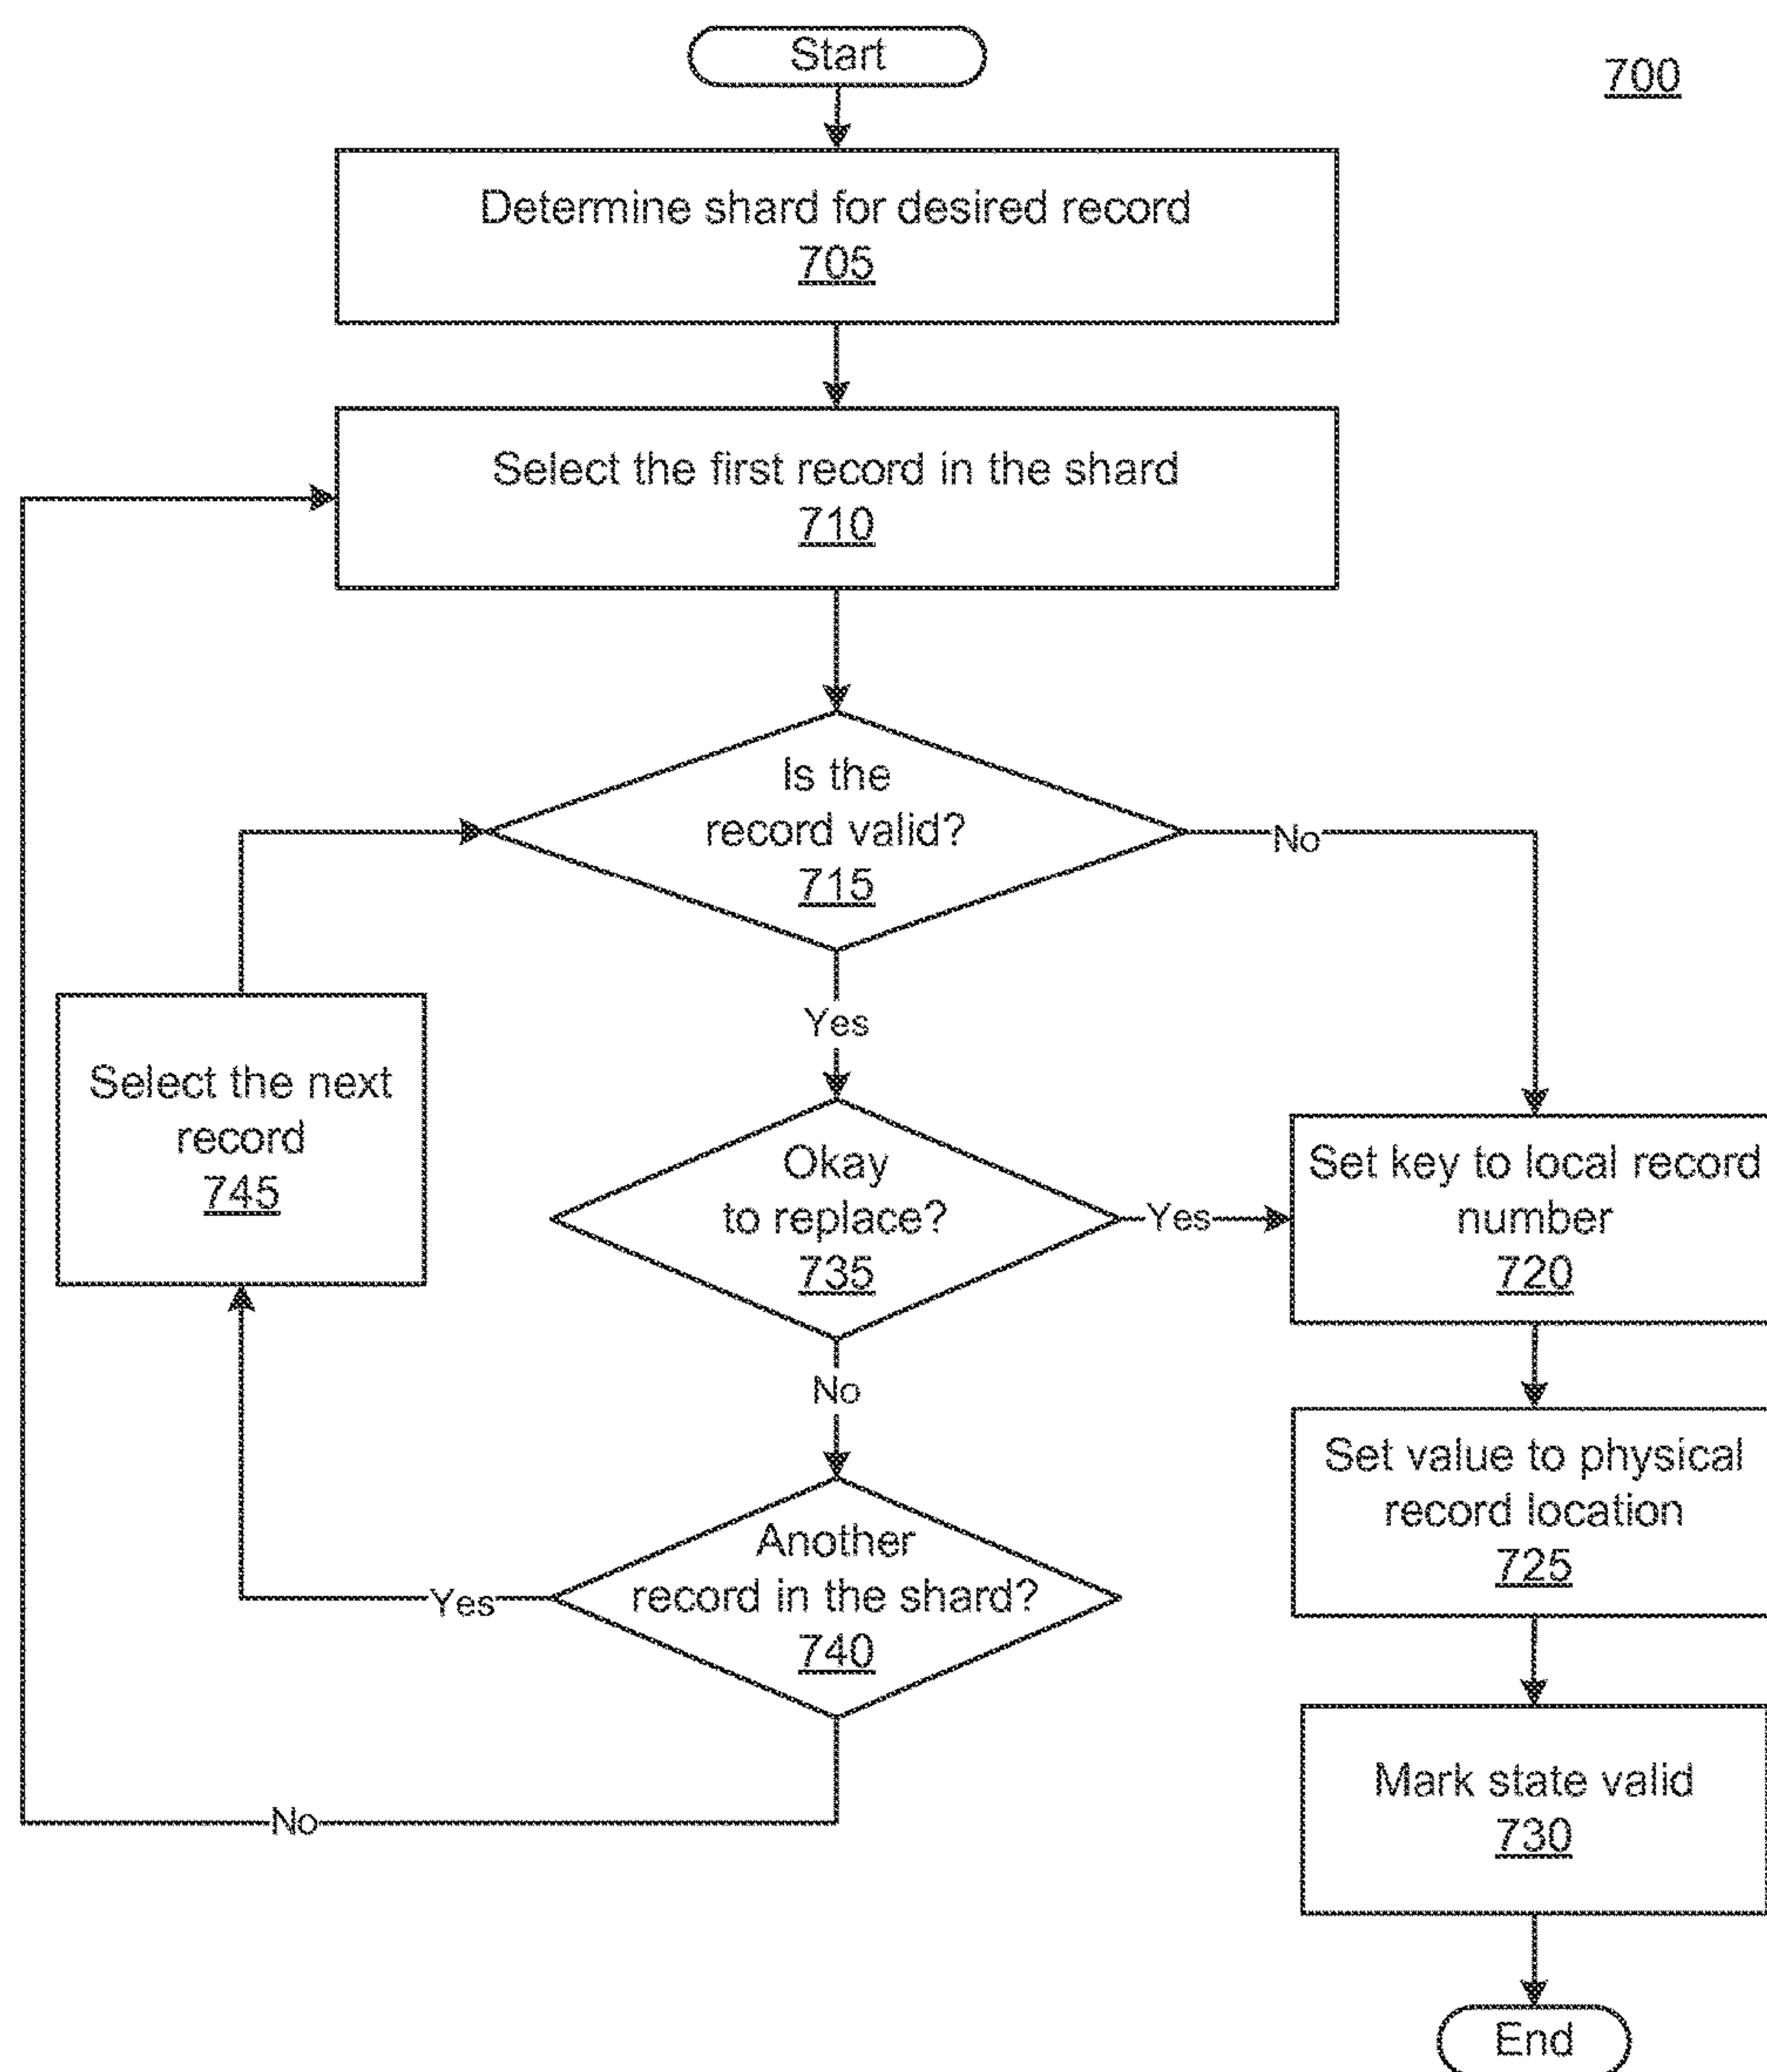 Start
700
Determine shard for desired record
705
Select the first record in the shard
710
Is the
record valid?
715
No
Yes
Select the next
record
745
Okay
to replace?
735
Yes
Set key to local record
number
720
No
Set value to physical
record location
725
Another
record in the shard?
740
Yes
Mark state valid
730
No
End